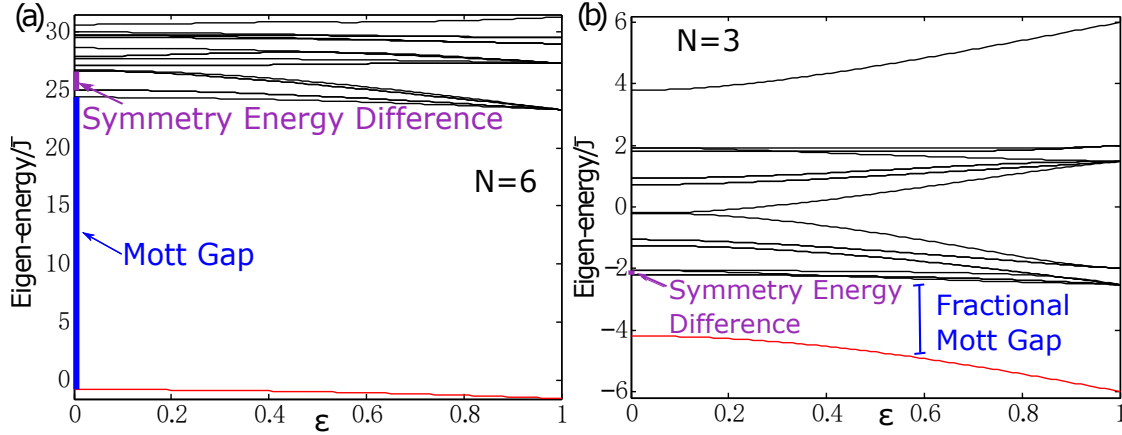 (a)
Eigen-energy/J̄
30
25
20
15
10
5
0
Symmetry Energy Difference
N=6
Mott Gap
0
0.2
0.4
0.6
0.8
1
ε
(b)
Eigen-energy/J̄
6
4
2
0
−2
−4
−6
N=3
Symmetry Energy
Difference
Fractional
Mott Gap
0
0.2
0.4
0.6
0.8
1
ε